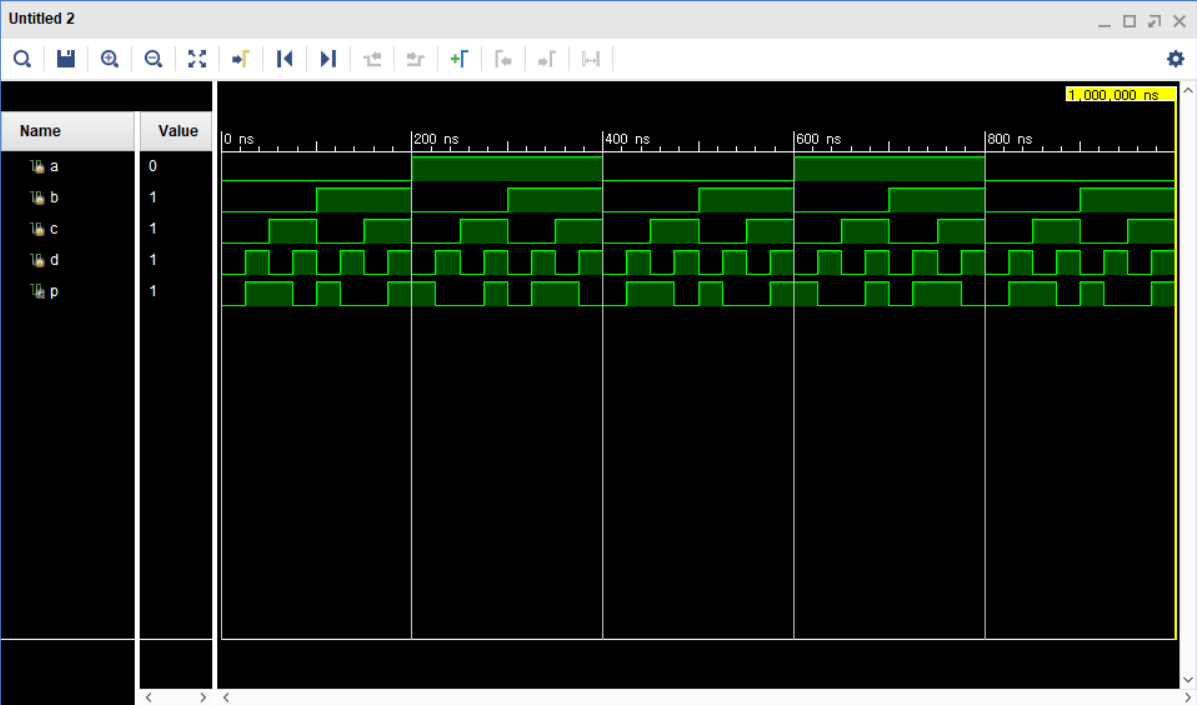 Untitled 2
1,000,000 ns
Name Value
0 ns 200 ns 400 ns 600 ns 800 ns
a 0
b 1
c 1
d 1
p 1